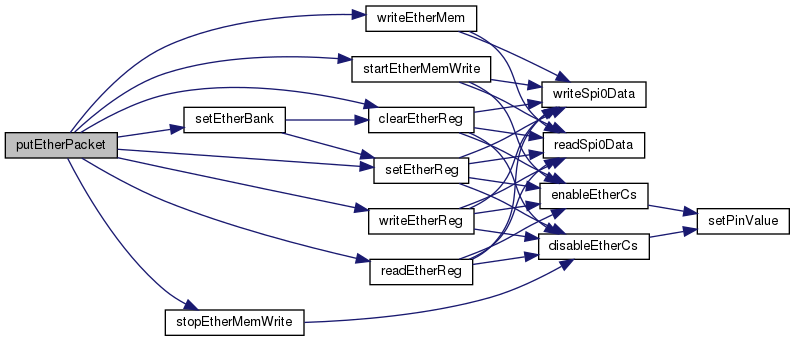 writeEtherMem
startEtherMemWrite
writeSpi0Data
setEtherBank
clearEtherReg
putEtherPacket
readSpi0Data
setEtherReg
enableEtherCs
writeEtherReg
setPinValue
disableEtherCs
readEtherReg
stopEtherMemWrite